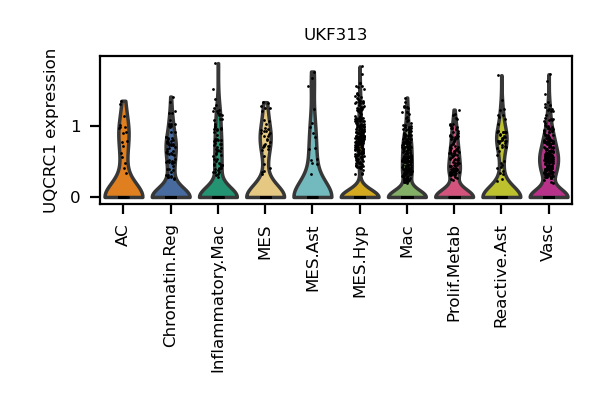 UKF313
UQCRC1 expression
1
0
AC
Chromatin.Reg
Inflammatory.Mac
MES
MES.Ast
MES.Hyp
Mac
Prolif.Metab
Reactive.Ast
Vasc